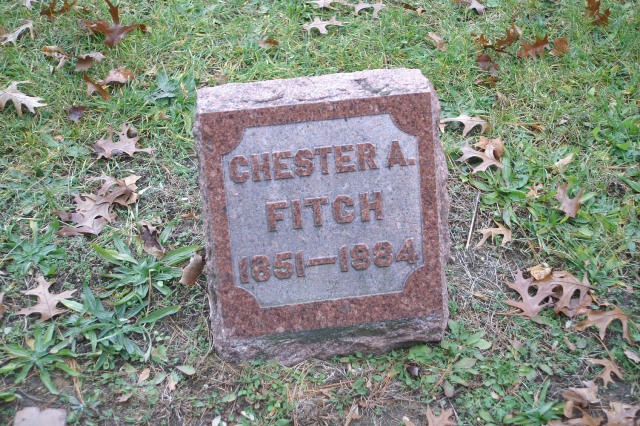 CHESTER A.
FITCH
1851—1934